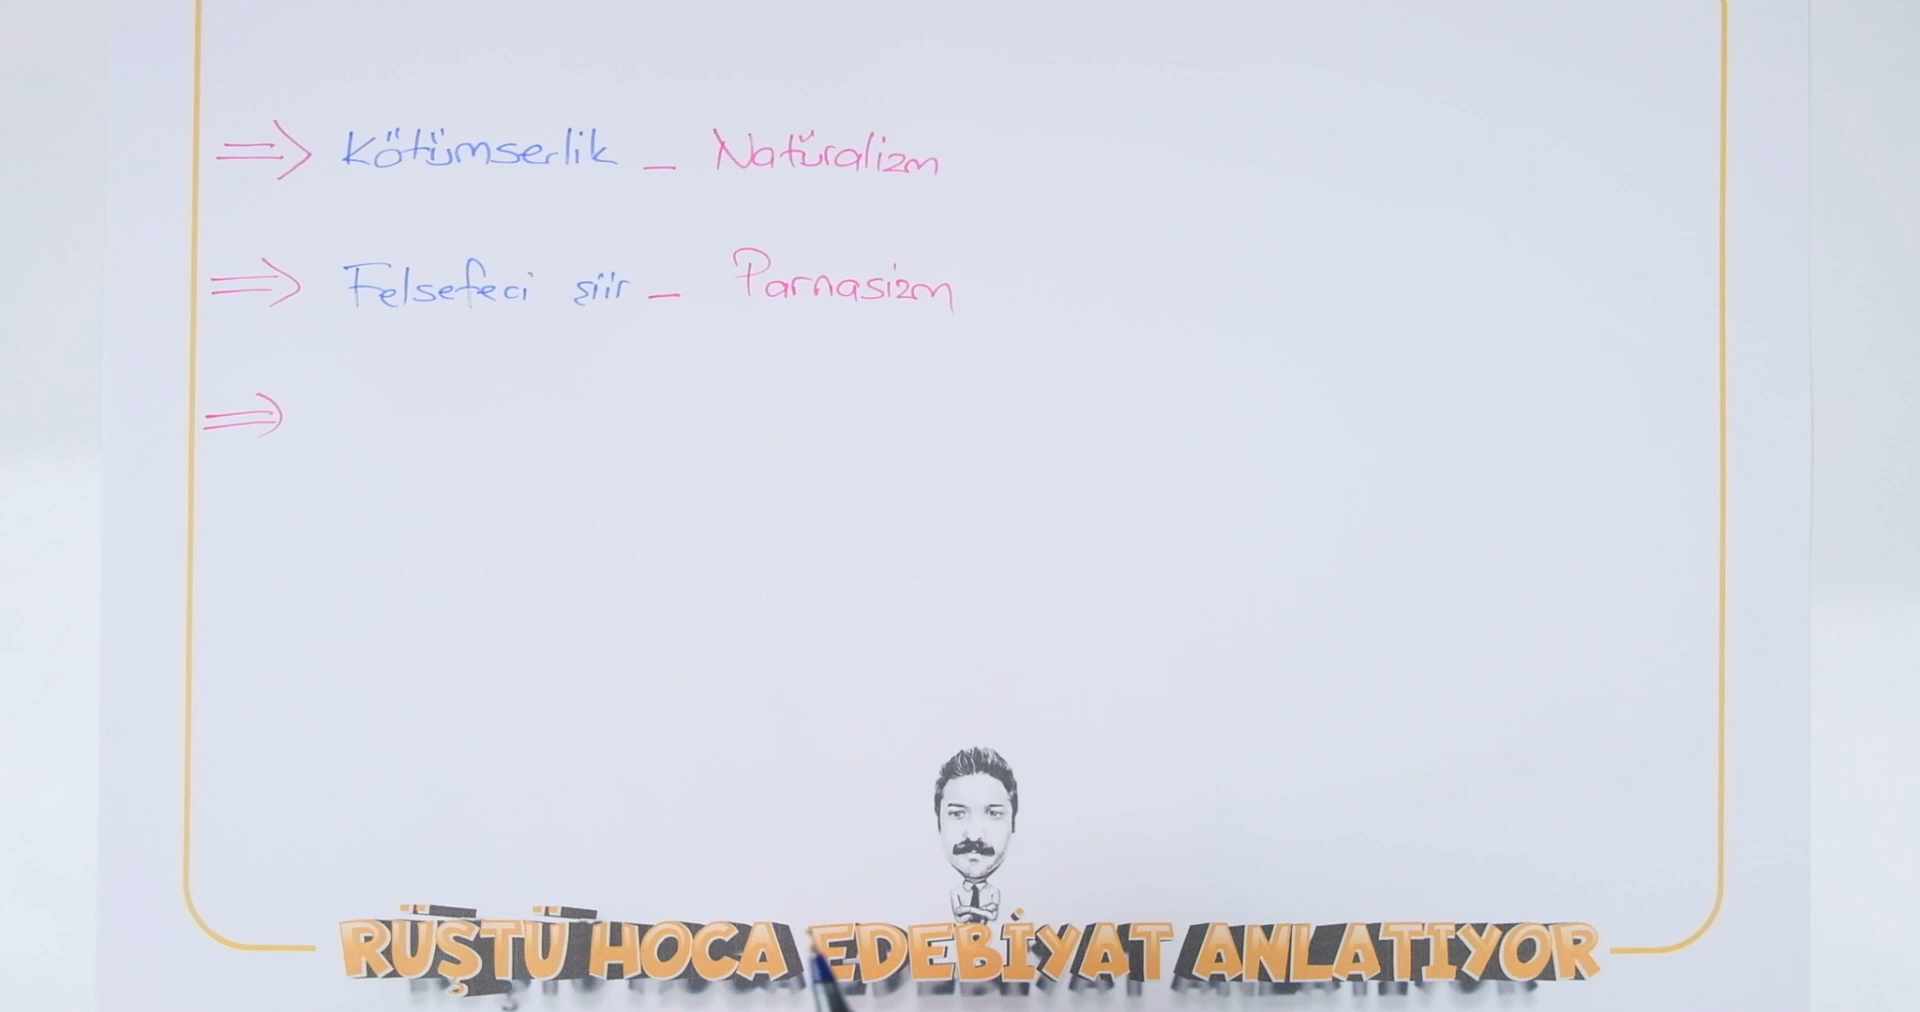 ⇒ Kötümserlik – Natüralizm
⇒ Felsefeci şiir – Parnasizm
⇒
RÜŞTÜ HOCA EDEBİYAT ANLATIYOR